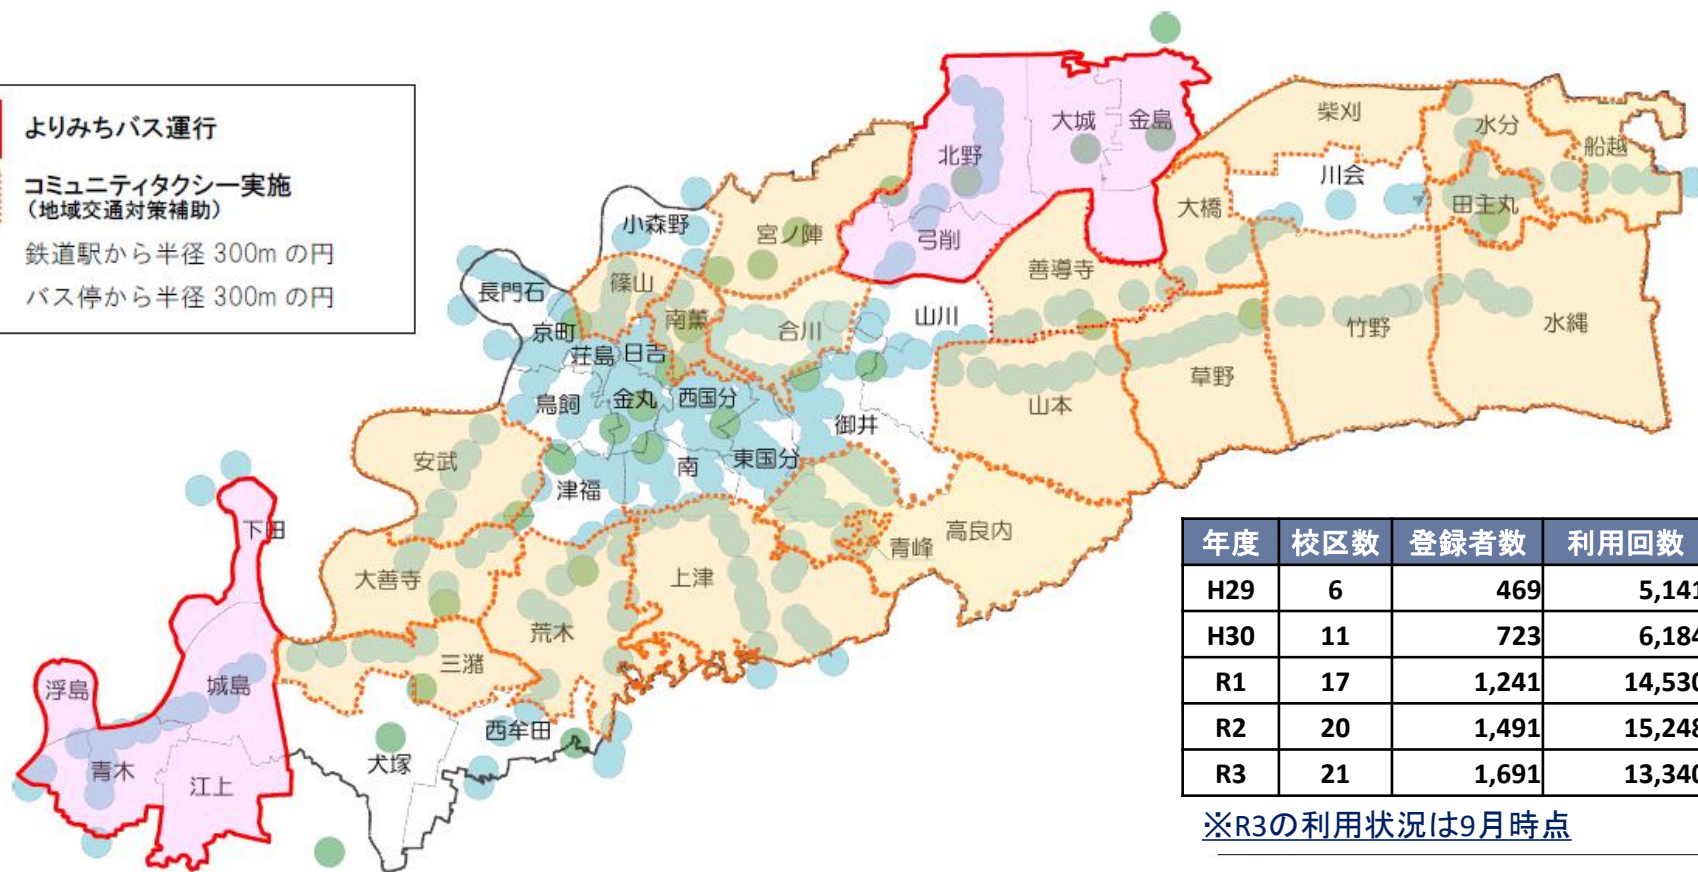 よりみちバス運行
コミュニティタクシー実施
(地域交通対策補助)
鉄道駅から半径 300m の円
バス停から半径 300m の円
柴刈
水分
船越
大城
金島
北野
川会
田主丸
大橋
小森野
宮ノ陣
弓削
善導寺
長門石
篠山
南薫
合川
山川
水縄
竹野
京町
荘島
日吉
草野
鳥飼
金丸
西国分
山本
御井
安武
東国分
南
津福
高良内
下田
青峰
大善寺
上津
荒木
三潴
浮島
城島
西牟田
犬塚
青木
江上
年度 校区数 登録者数 利用回数
H29 6 469 5,141
H30 11 723 6,184
R1 17 1,241 14,530
R2 20 1,491 15,248
R3 21 1,691 13,340
※R3の利用状況は9月時点